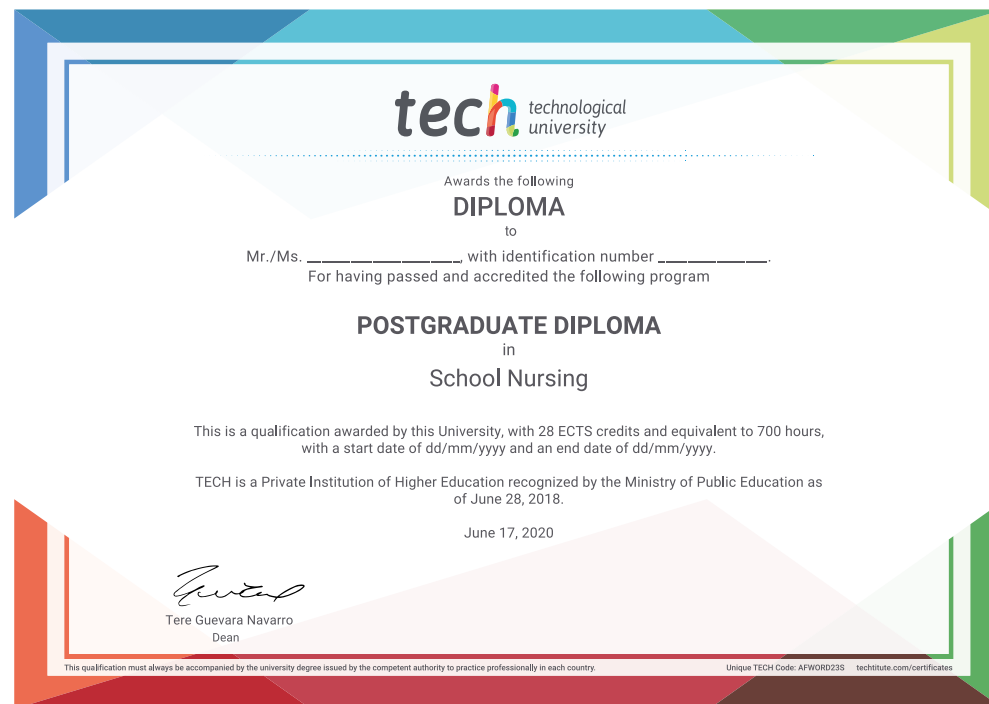 tech technological
university
Awards the following
DIPLOMA
to
Mr./Ms. ____________________, with identification number ______________.
For having passed and accredited the following program
POSTGRADUATE DIPLOMA
in
School Nursing
This is a qualification awarded by this University, with 28 ECTS credits and equivalent to 700 hours,
with a start date of dd/mm/yyyy and an end date of dd/mm/yyyy.
TECH is a Private Institution of Higher Education recognized by the Ministry of Public Education as
of June 28, 2018.
June 17, 2020
Tere Guevara Navarro
Dean
This qualification must always be accompanied by the university degree issued by the competent authority to practice professionally in each country. Unique TECH Code: AFWORD23S techtitute.com/certificates